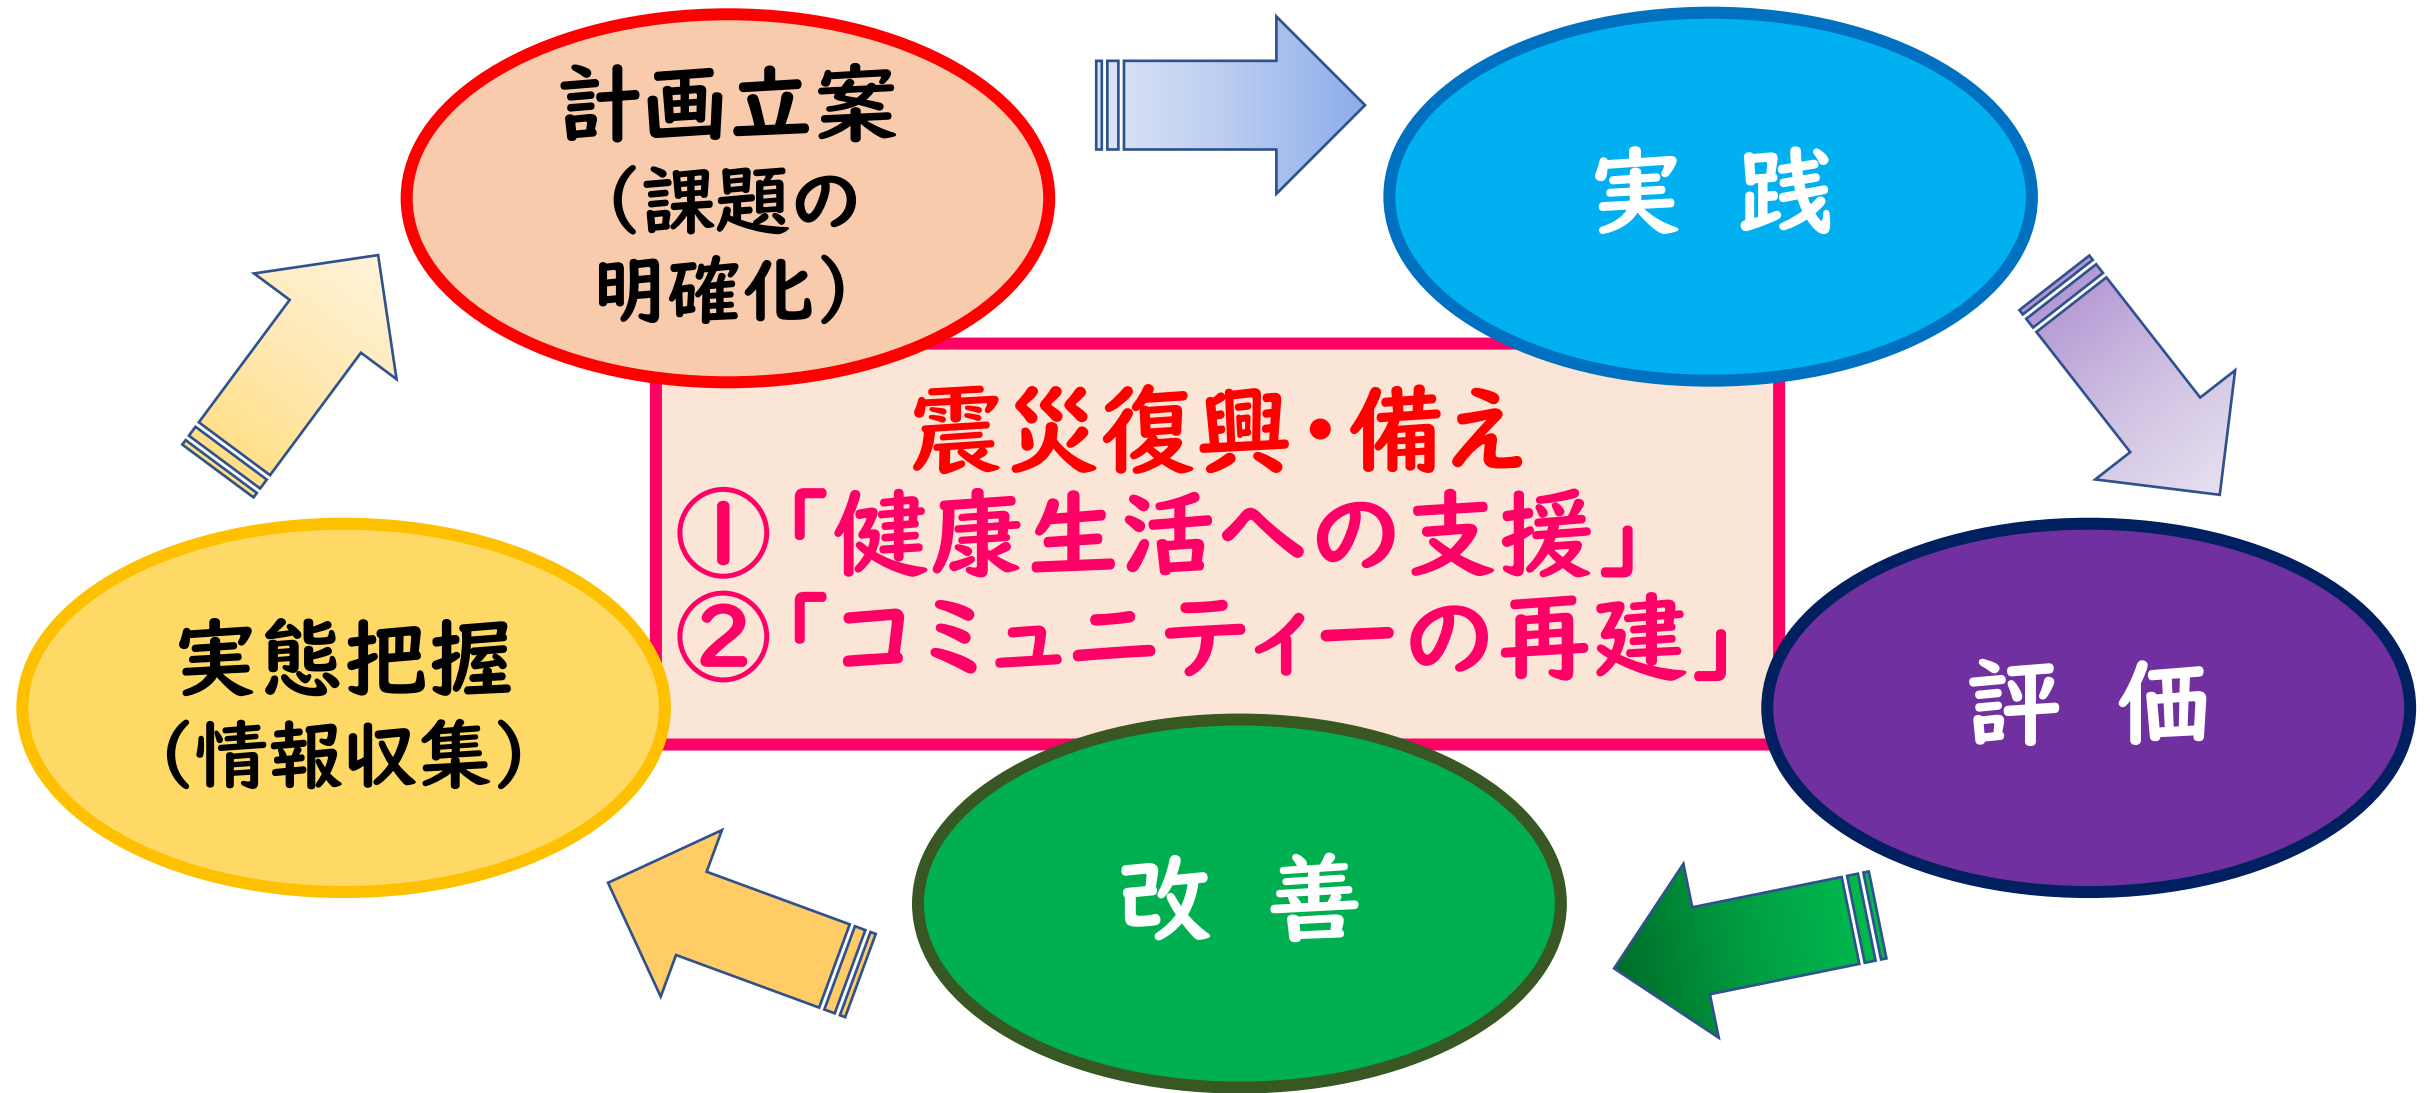 計画立案
（課題の
明確化）
実 践
震災復興・備え
①「健康生活への支援」
②「コミュニティーの再建」
実態把握
（情報収集）
評 価
改 善